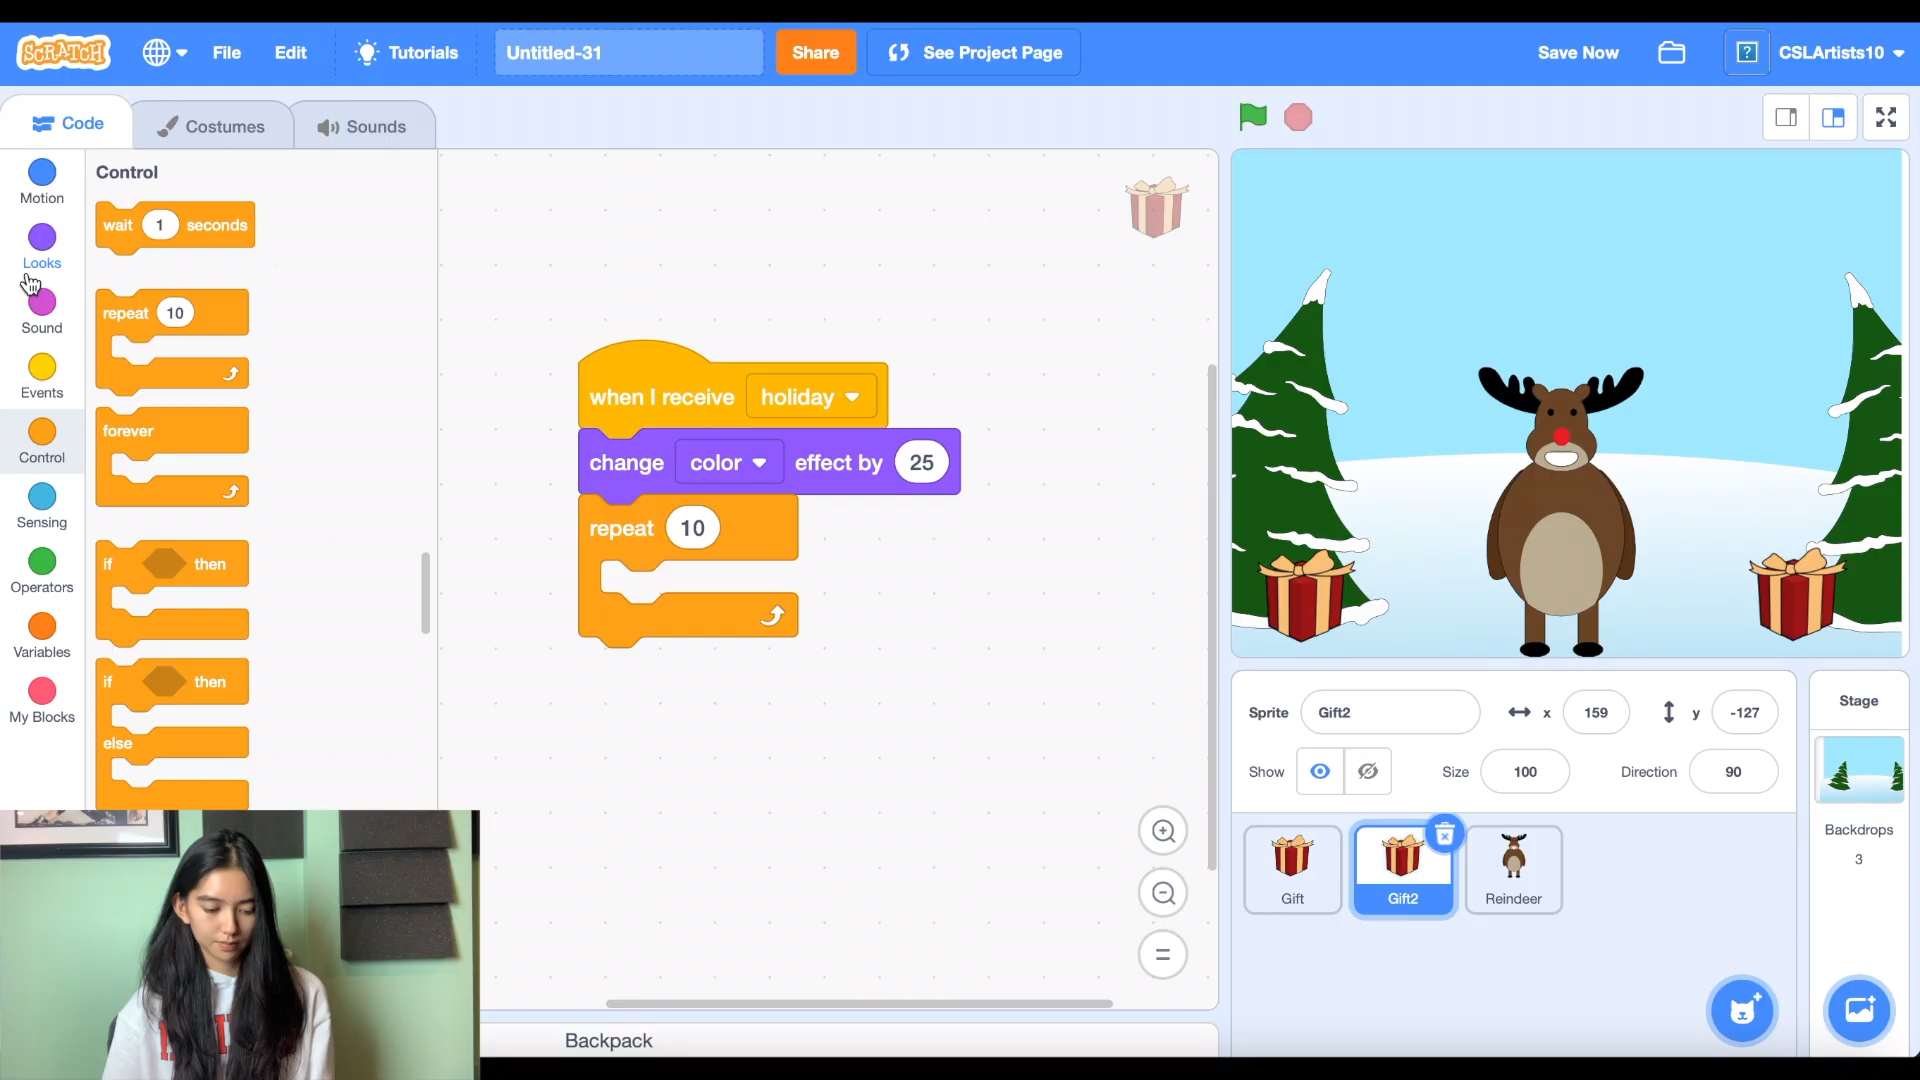 SCRATCH File Edit Tutorials Untitled-31 Share See Project Page Save Now ? CSLArtists10
Code Costumes Sounds
Motion
Looks
Sound
Events
Control
Sensing
Operators
Variables
My Blocks
Control
wait 1 seconds
repeat 10
forever
if then
if then
else
when I receive holiday
change color effect by 25
repeat 10
Backpack
Sprite Gift2 x 159 y -127
Show Size 100 Direction 90
Gift Gift2 Reindeer
Stage
Backdrops
3